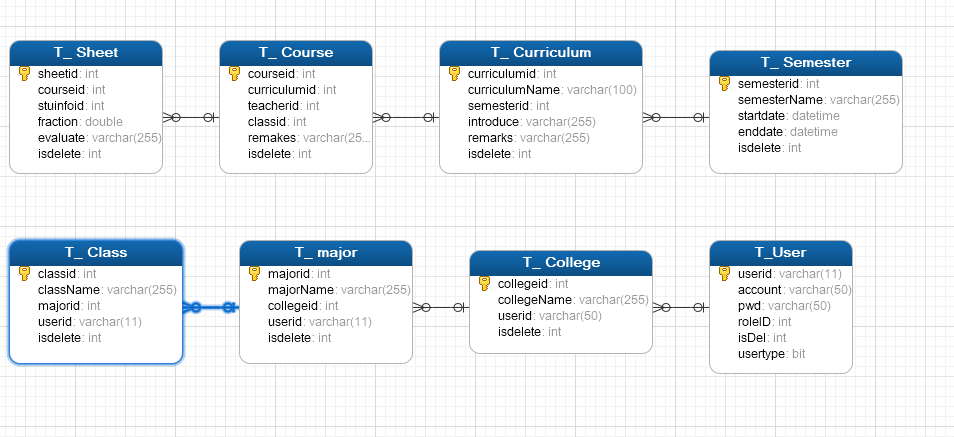 T_ Sheet
sheetid: int
courseid: int
stuinfoid: int
fraction: double
evaluate: varchar(255)
isdelete: int
T_ Course
courseid: int
curriculumid: int
teacherid: int
classid: int
remakes: varchar(25...
isdelete: int
T_ Curriculum
curriculumid: int
curriculumName: varchar(100)
semesterid: int
introduce: varchar(255)
remarks: varchar(255)
isdelete: int
T_ Semester
semesterid: int
semesterName: varchar(255)
startdate: datetime
enddate: datetime
isdelete: int
T_ Class
classid: int
className: varchar(255)
majorid: int
userid: varchar(11)
isdelete: int
T_ major
majorid: int
majorName: varchar(255)
collegeid: int
userid: varchar(11)
isdelete: int
T_ College
collegeid: int
collegeName: varchar(255)
userid: varchar(50)
isdelete: int
T_User
userid: varchar(11)
account: varchar(50)
pwd: varchar(50)
roleID: int
isDel: int
usertype: bit